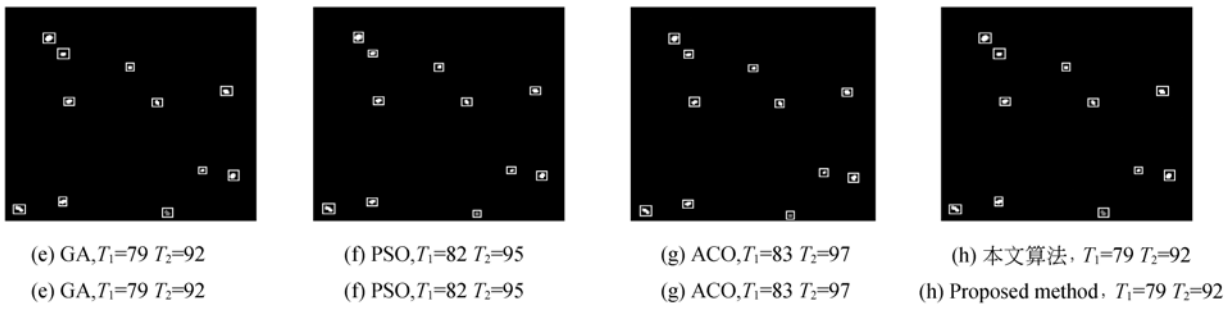 (e) GA,T₁=79 T₂=92
(f) PSO,T₁=82 T₂=95
(g) ACO,T₁=83 T₂=97
(h) 本文算法，T₁=79 T₂=92
(e) GA,T₁=79 T₂=92
(f) PSO,T₁=82 T₂=95
(g) ACO,T₁=83 T₂=97
(h) Proposed method，T₁=79 T₂=92